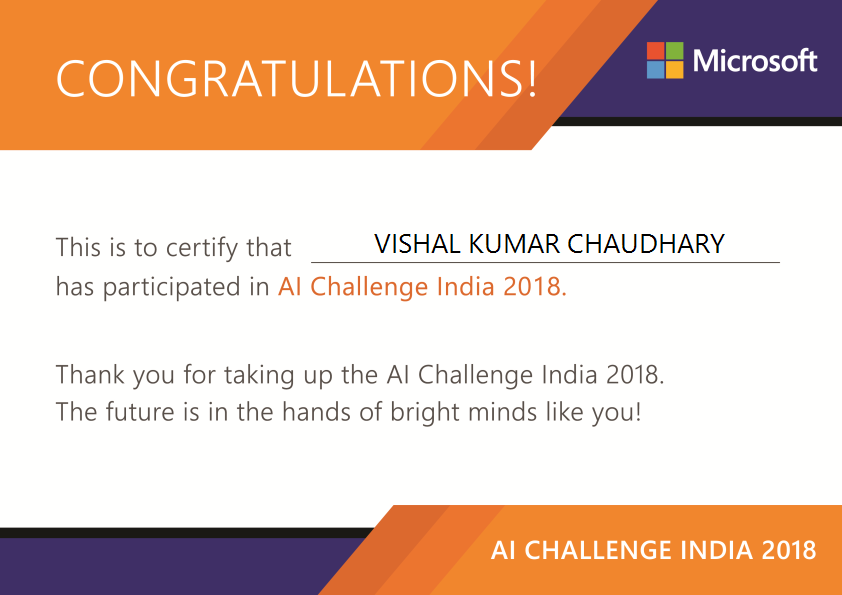 CONGRATULATIONS!
Microsoft
This is to certify that VISHAL KUMAR CHAUDHARY
has participated in AI Challenge India 2018.
Thank you for taking up the AI Challenge India 2018.
The future is in the hands of bright minds like you!
AI CHALLENGE INDIA 2018